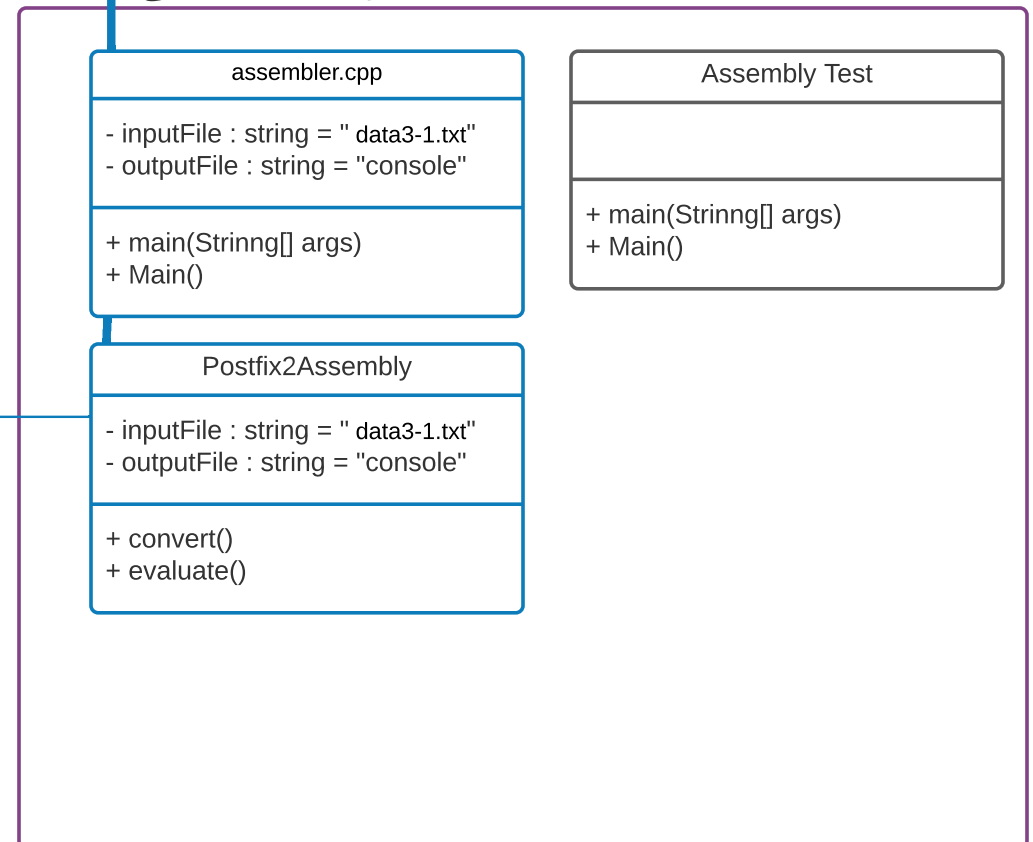 assembler.cpp
- inputFile : string = " data3-1.txt"
- outputFile : string = "console"
+ main(Strinng[] args)
+ Main()
Assembly Test
+ main(Strinng[] args)
+ Main()
Postfix2Assembly
- inputFile : string = " data3-1.txt"
- outputFile : string = "console"
+ convert()
+ evaluate()